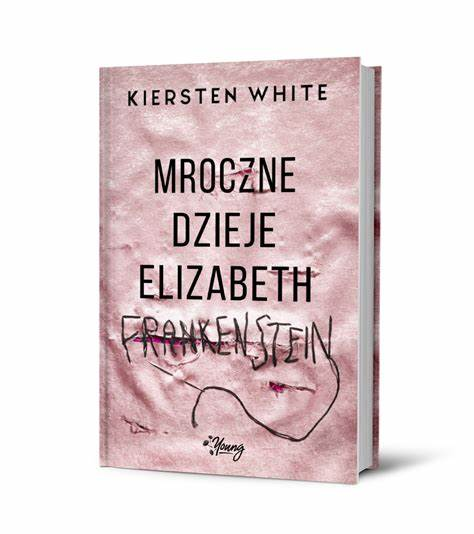 KIERSTEN WHITE
MROCZNE
DZIEJE
ELIZABETH
FRANKENSTEIN
Young